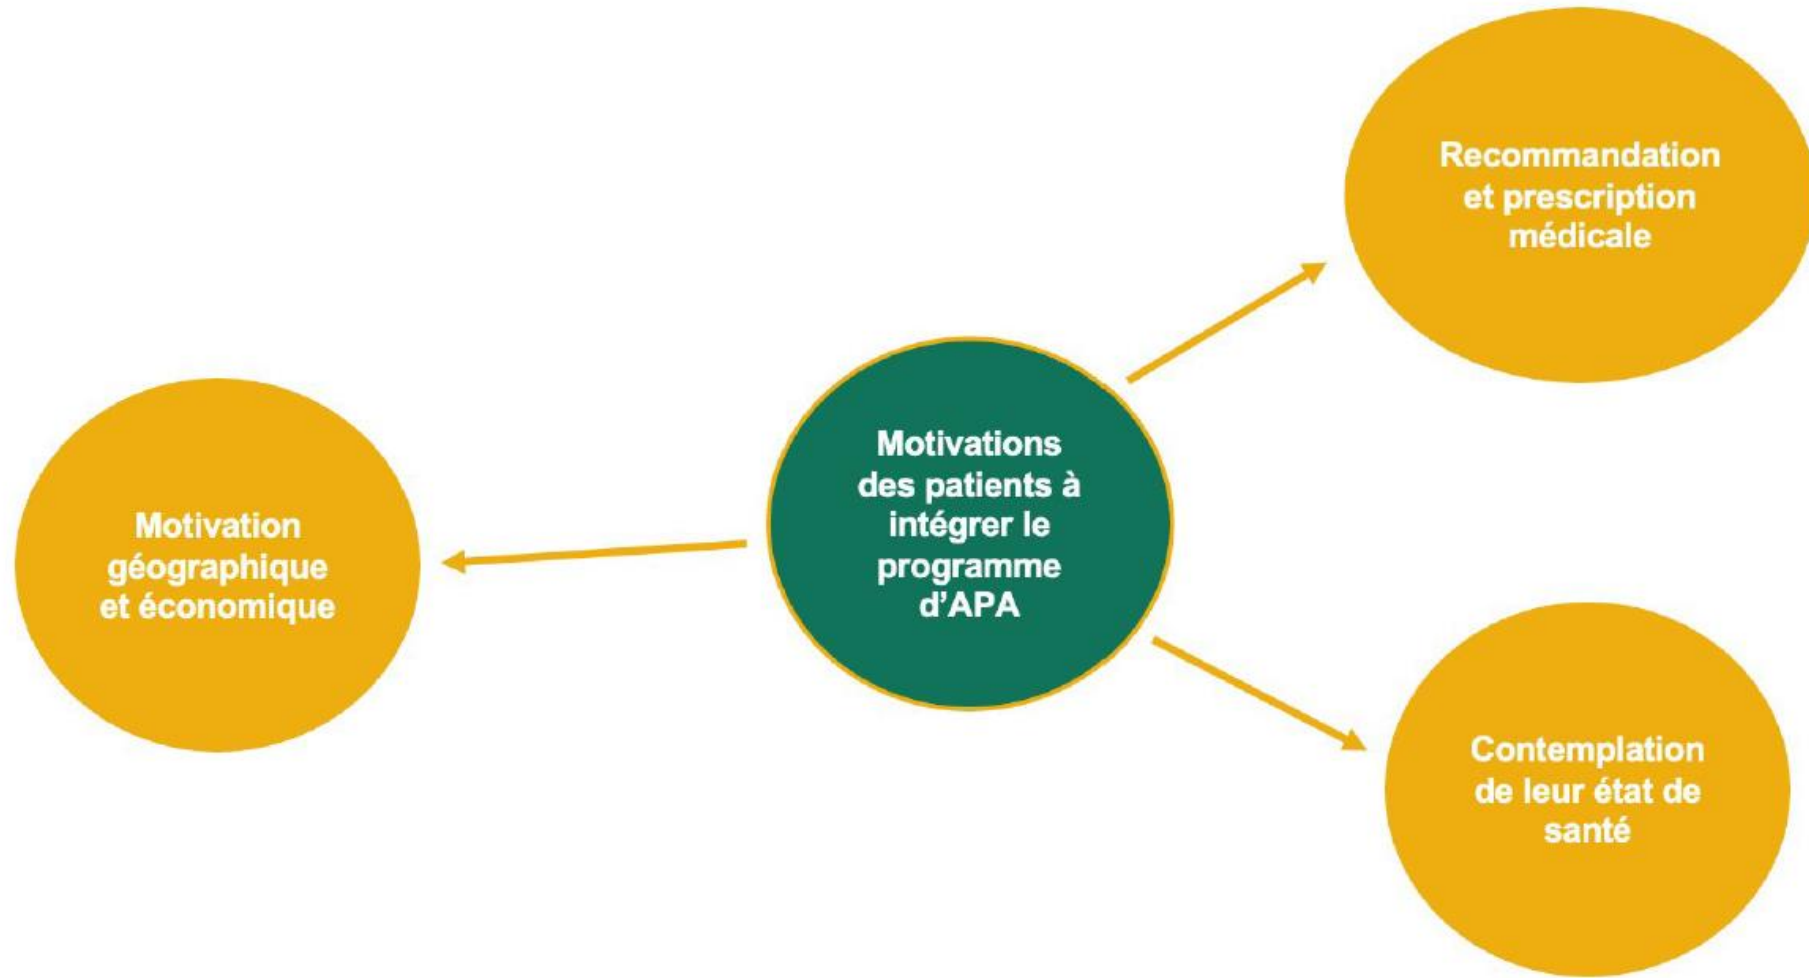 Recommandation
et prescription
médicale
Motivations
des patients à
intégrer le
programme
d’APA
Motivation
géographique
et économique
Contemplation
de leur état de
santé